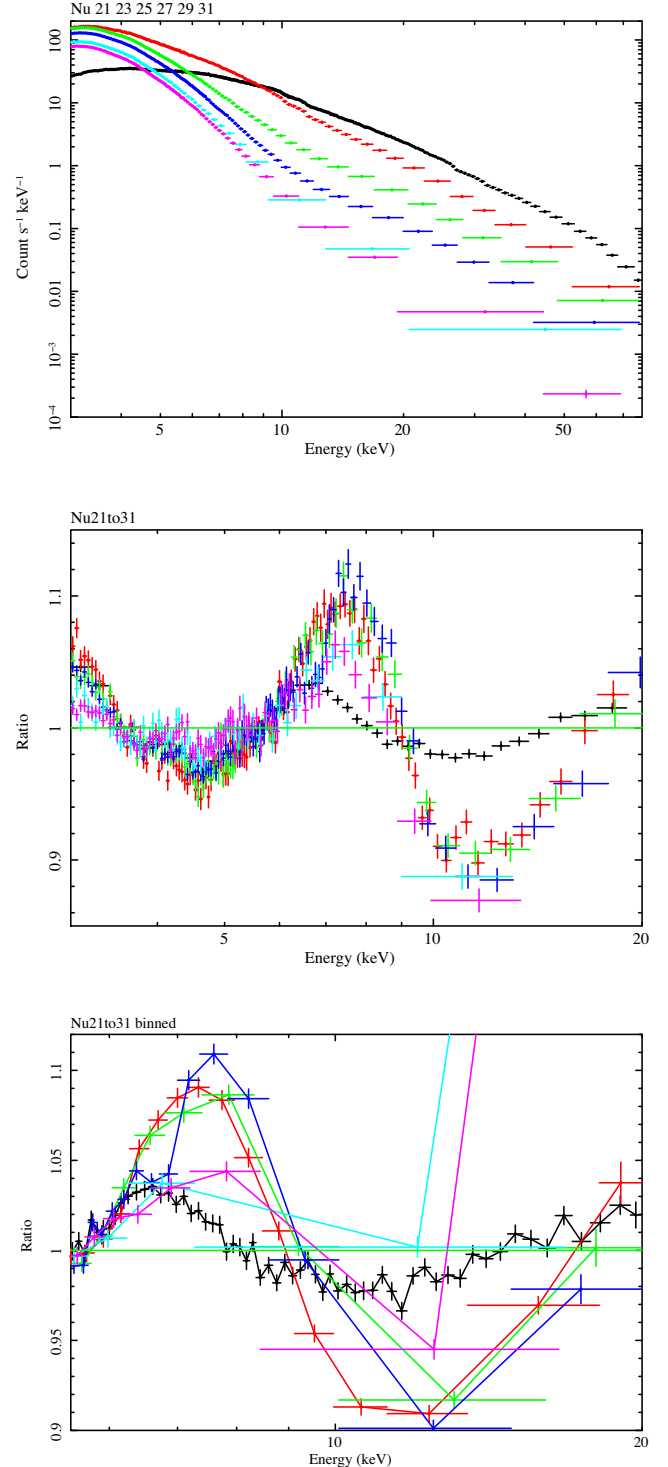 Nu 21 23 25 27 29 31
100
10
1
0.1
0.01
10⁻³
10⁻⁴
Count s⁻¹ keV⁻¹
5 10 20 50
Energy (keV)
Nu21to31
1.1
1
0.9
Ratio
5 10 20
Energy (keV)
Nu21to31 binned
1.1
1.05
1
0.95
0.9
Ratio
10 20
Energy (keV)